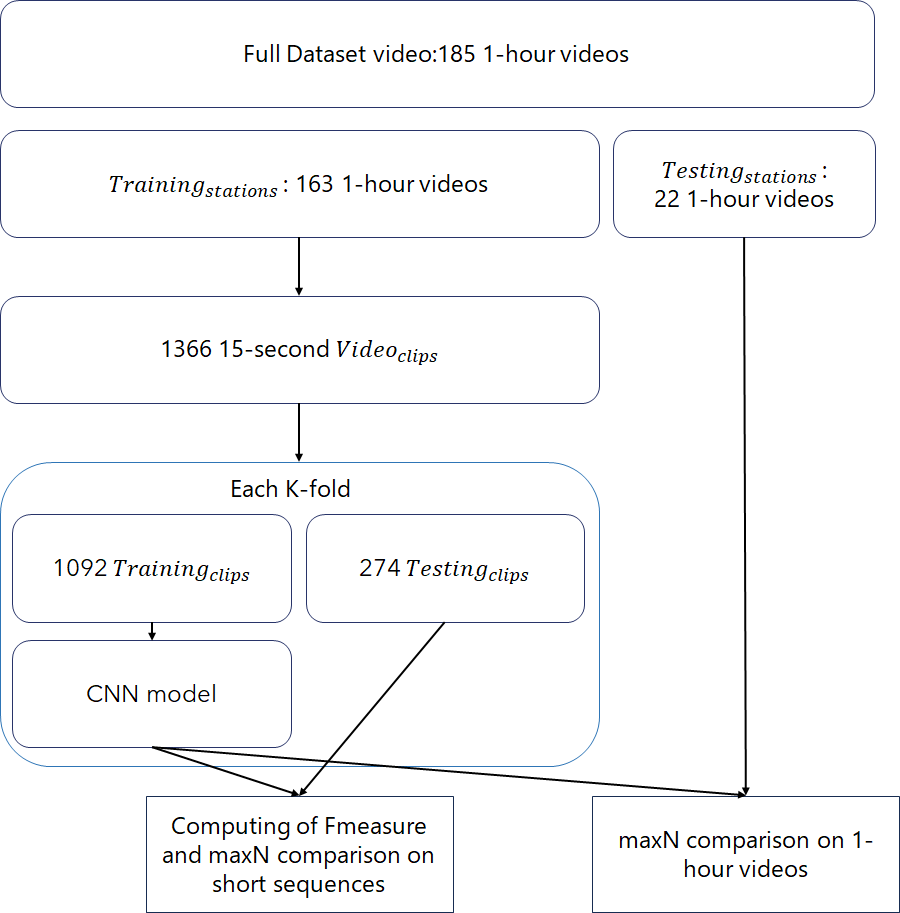 Full Dataset video:185 1-hour videos
Training_stations : 163 1-hour videos
Testing_stations :
22 1-hour videos
1366 15-second Video_clips
Each K-fold
1092 Training_clips
274 Testing_clips
CNN model
Computing of Fmeasure
and maxN comparison on
short sequences
maxN comparison on 1-
hour videos